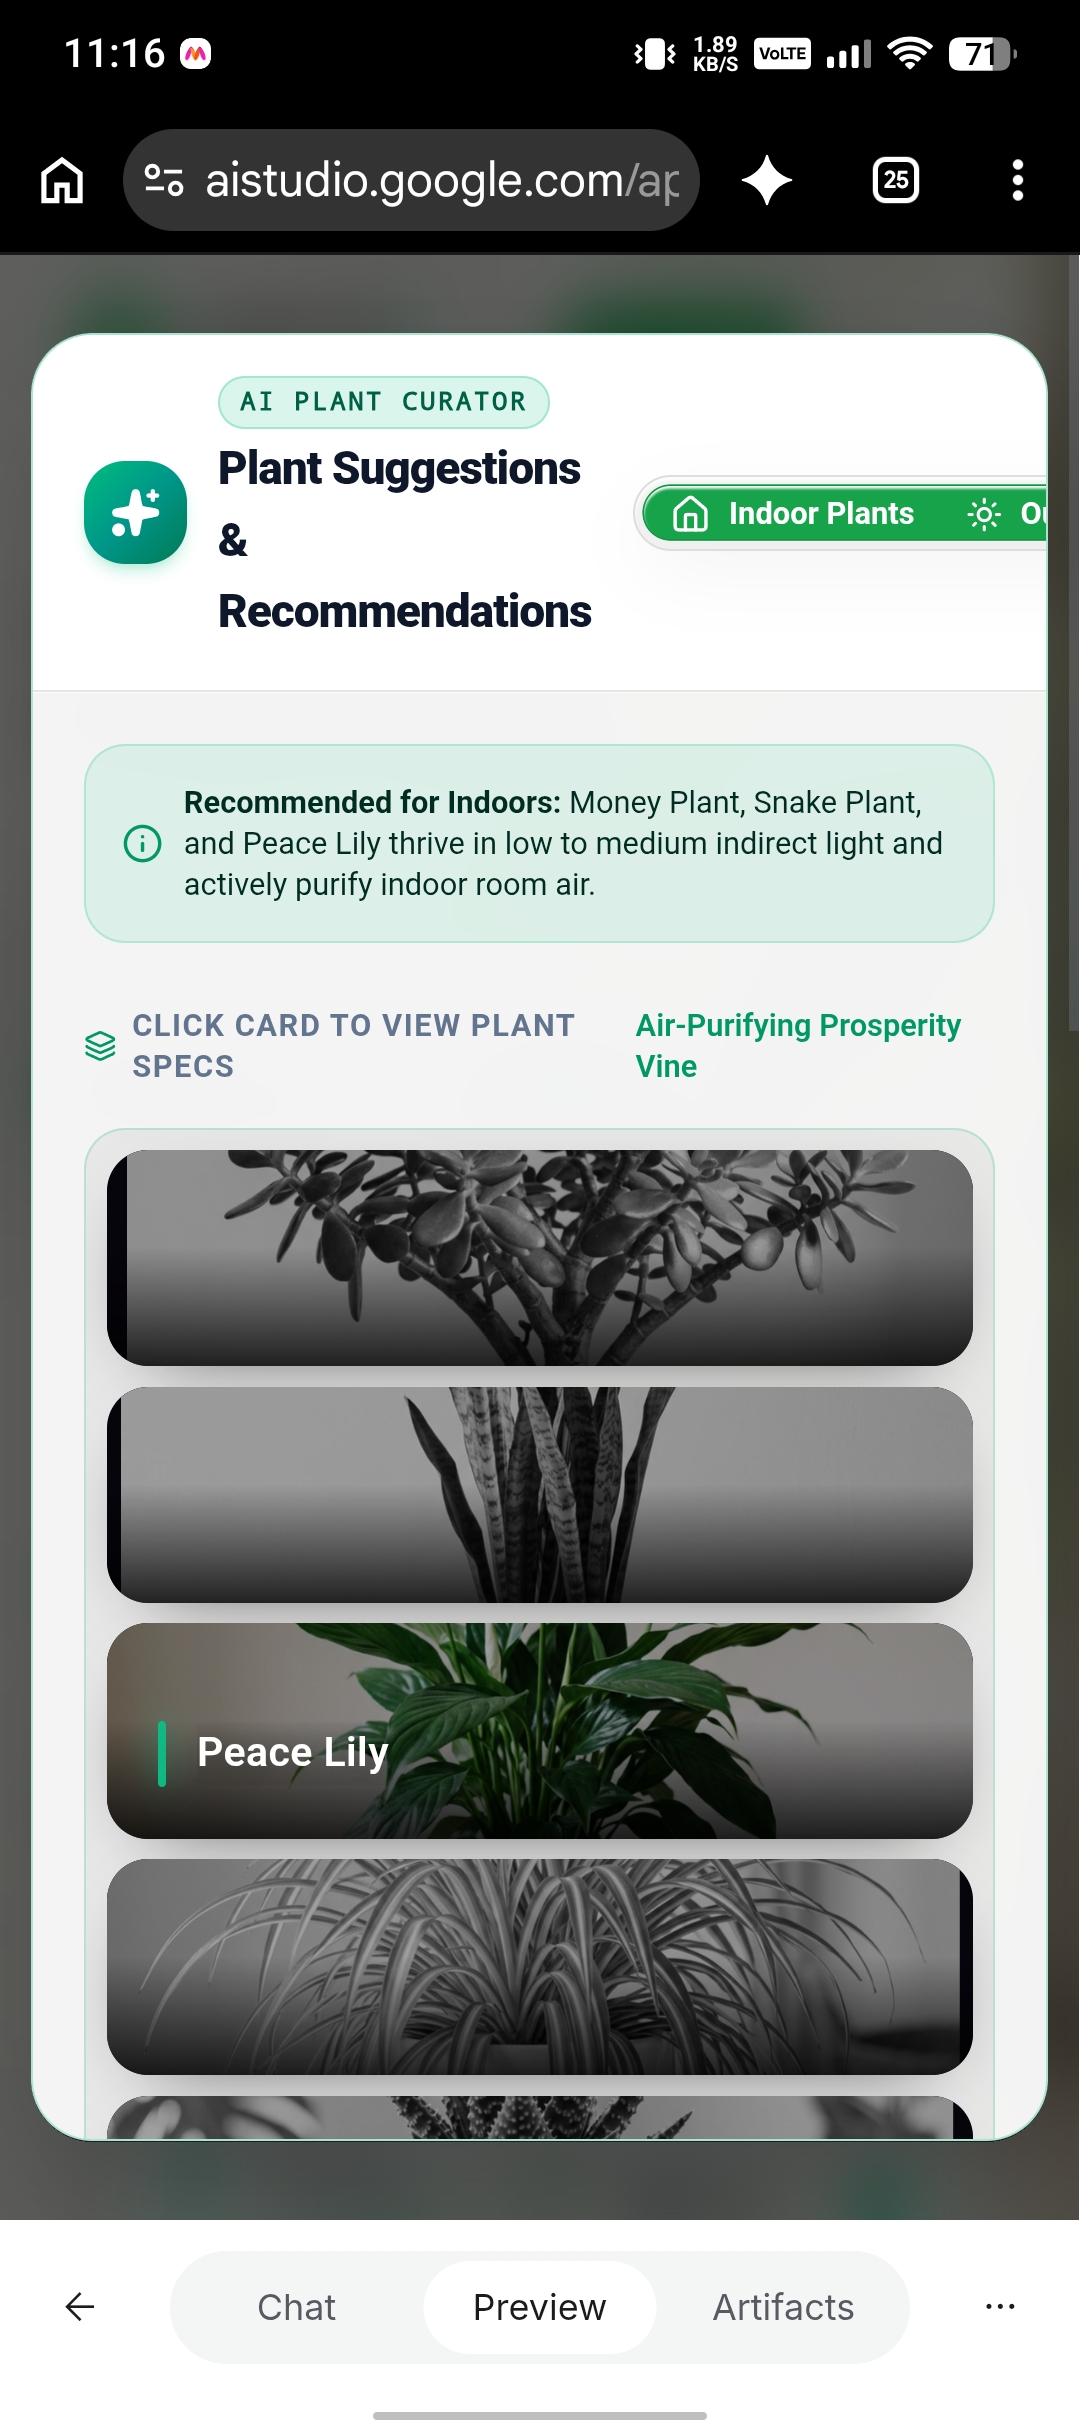 11:16
1.89
KB/S
VoLTE
71
aistudio.google.com/ap
25
AI PLANT CURATOR
Plant Suggestions
&
Recommendations
Indoor Plants
Ou
Recommended for Indoors: Money Plant, Snake Plant,
and Peace Lily thrive in low to medium indirect light and
actively purify indoor room air.
CLICK CARD TO VIEW PLANT
SPECS
Air-Purifying Prosperity
Vine
Peace Lily
Chat
Preview
Artifacts